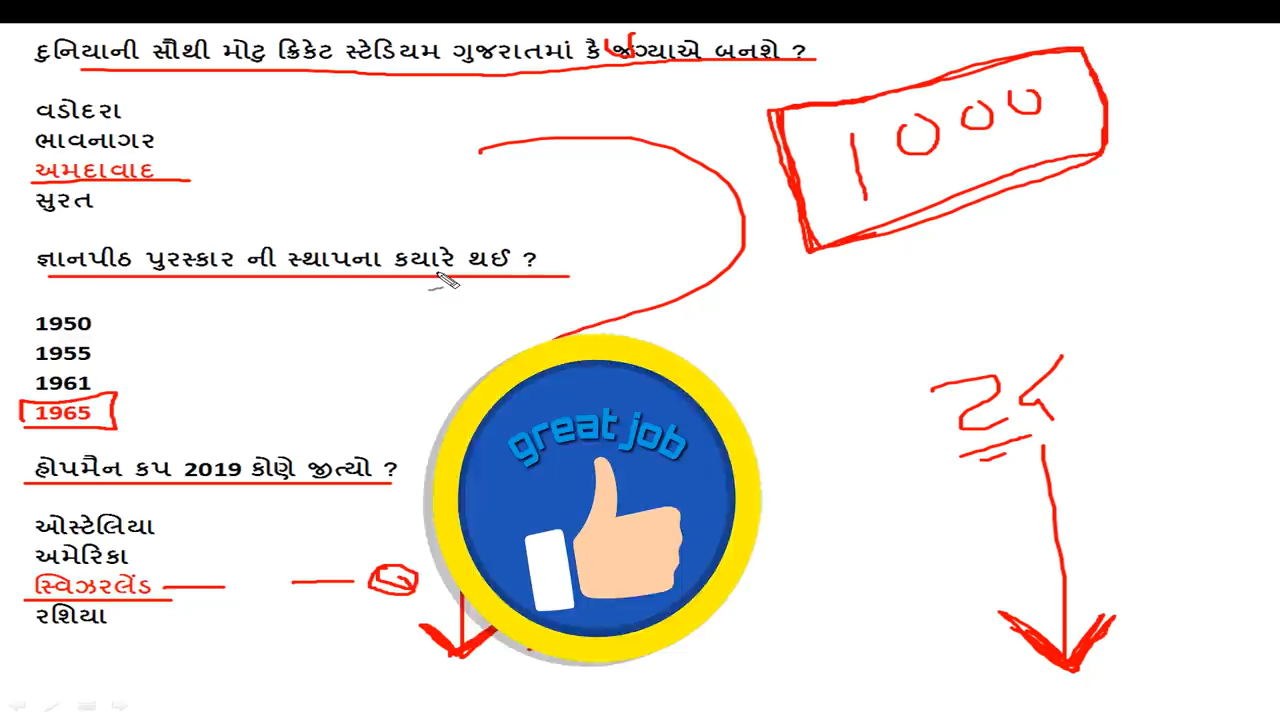 દુનિયાની સૌથી મોટુ ક્રિકેટ સ્ટેડિયમ ગુજરાતમાં કૈ જગ્યાએ બનશે ?
1000
વડોદરા
ભાવનાગર
અમદાવાદ
સુરત
જ્ઞાનપીઠ પુરસ્કાર ની સ્થાપના કયારે થઈ ?
1950
1955
1961
1965
great job
હોપમૈન કપ 2019 કોણે જીત્યો ?
ઓસ્ટેલિયા
અમેરિકા
સ્વિઝરલેંડ
રશિયા